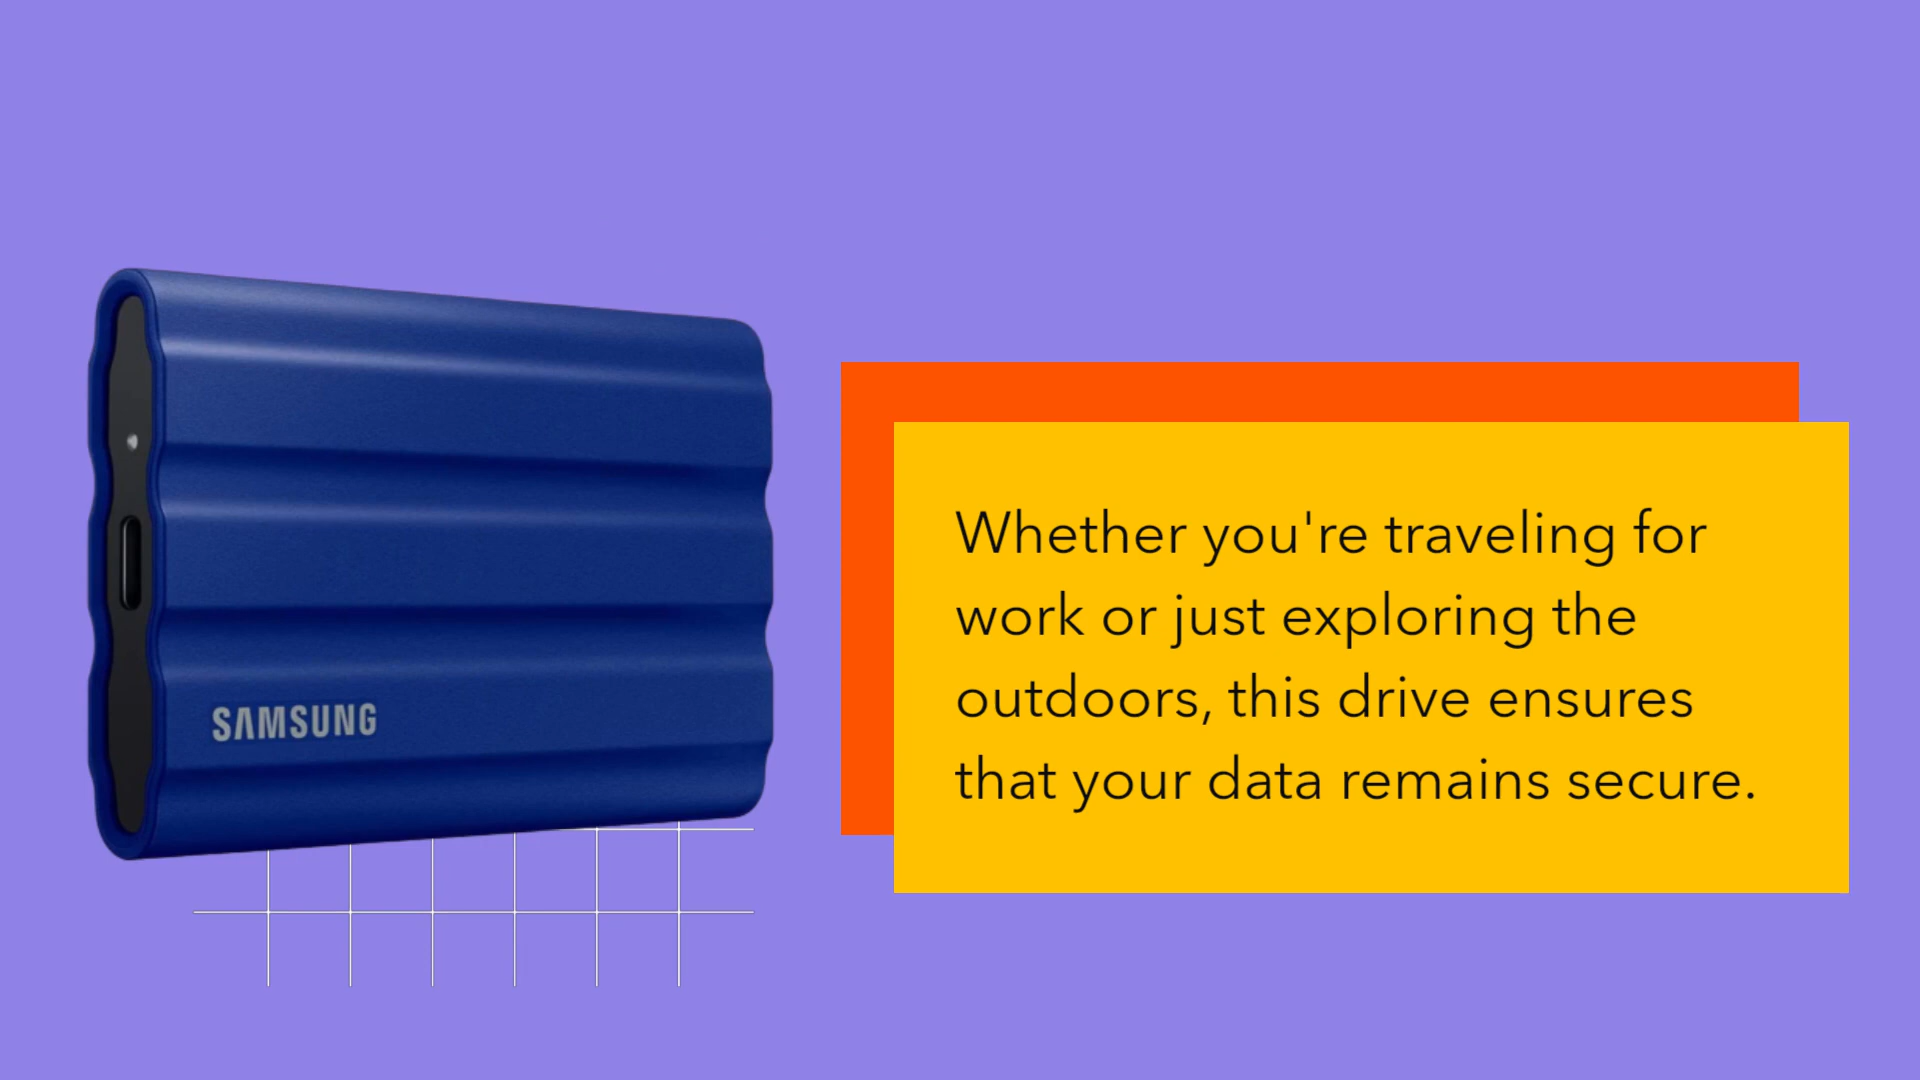 SAMSUNG
Whether you're traveling for
work or just exploring the
outdoors, this drive ensures
that your data remains secure.